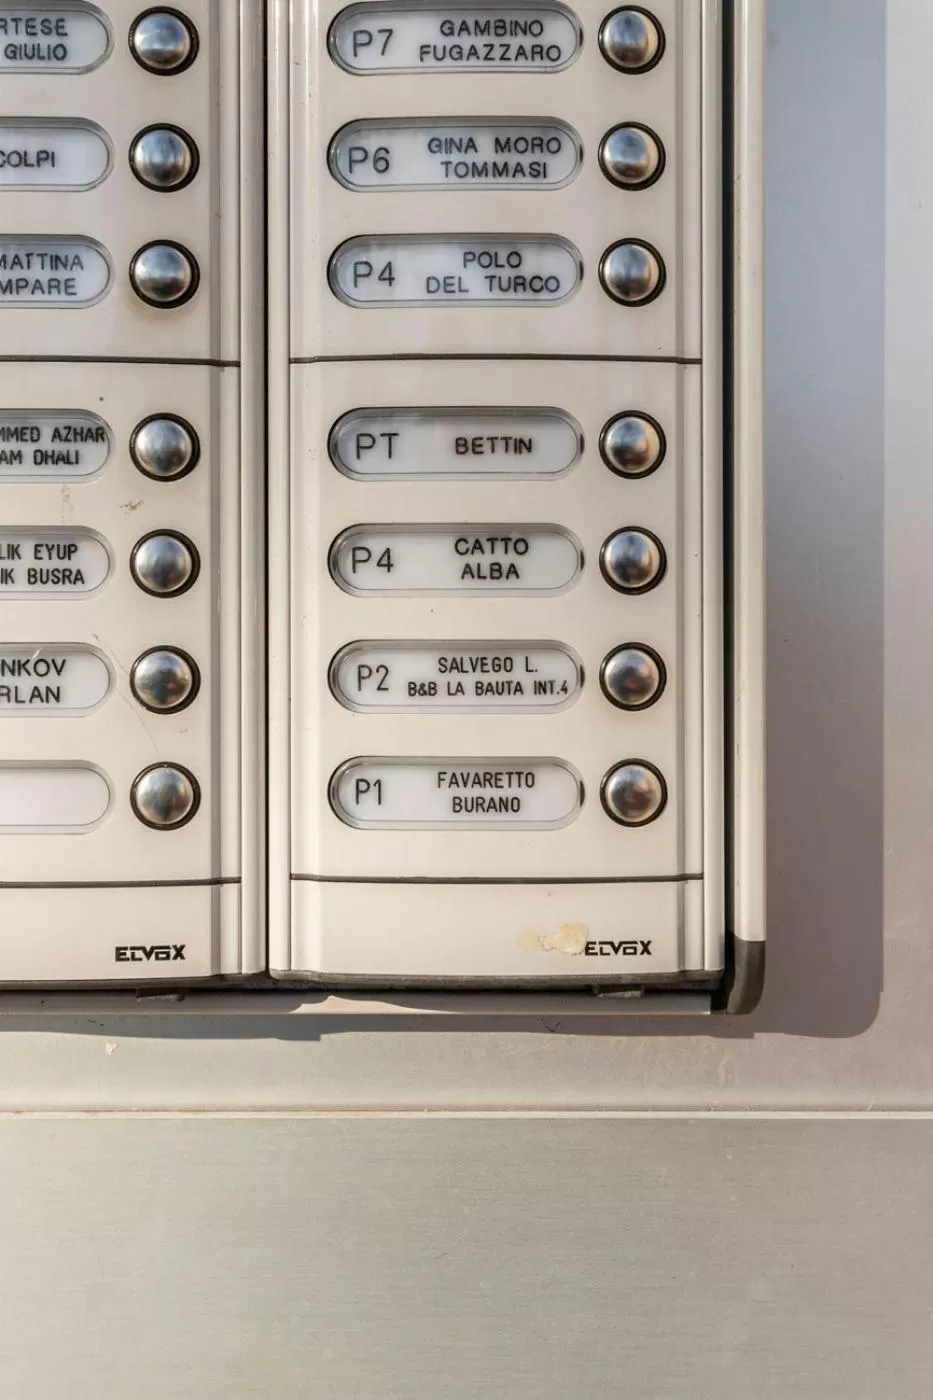 RTESE
GIULIO
COLPI
MATTINA
MPARE
MMED AZHAR
AM DHALI
LIK EYUP
IK BUSRA
NKOV
RLAN
ELVOX
P7 GAMBINO
FUGAZZARO
P6 GINA MORO
TOMMASI
P4 POLO
DEL TURCO
PT BETTIN
P4 CATTO
ALBA
P2 SALVEGO L.
B&B LA BAUTA INT.4
P1 FAVARETTO
BURANO
ELVOX